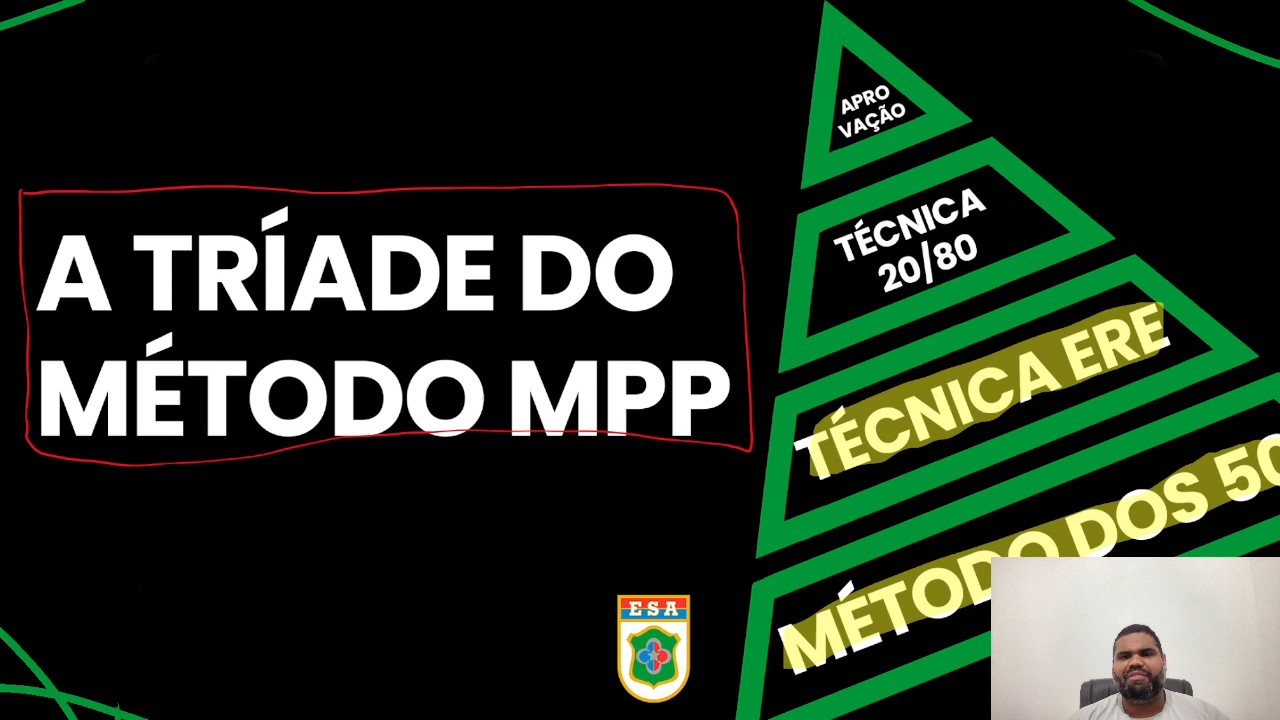 A TRÍADE DO
MÉTODO MPP
APRO
VAÇÃO
TÉCNICA
20/80
TÉCNICA ERE
MÉTODO DOS 50
ESA